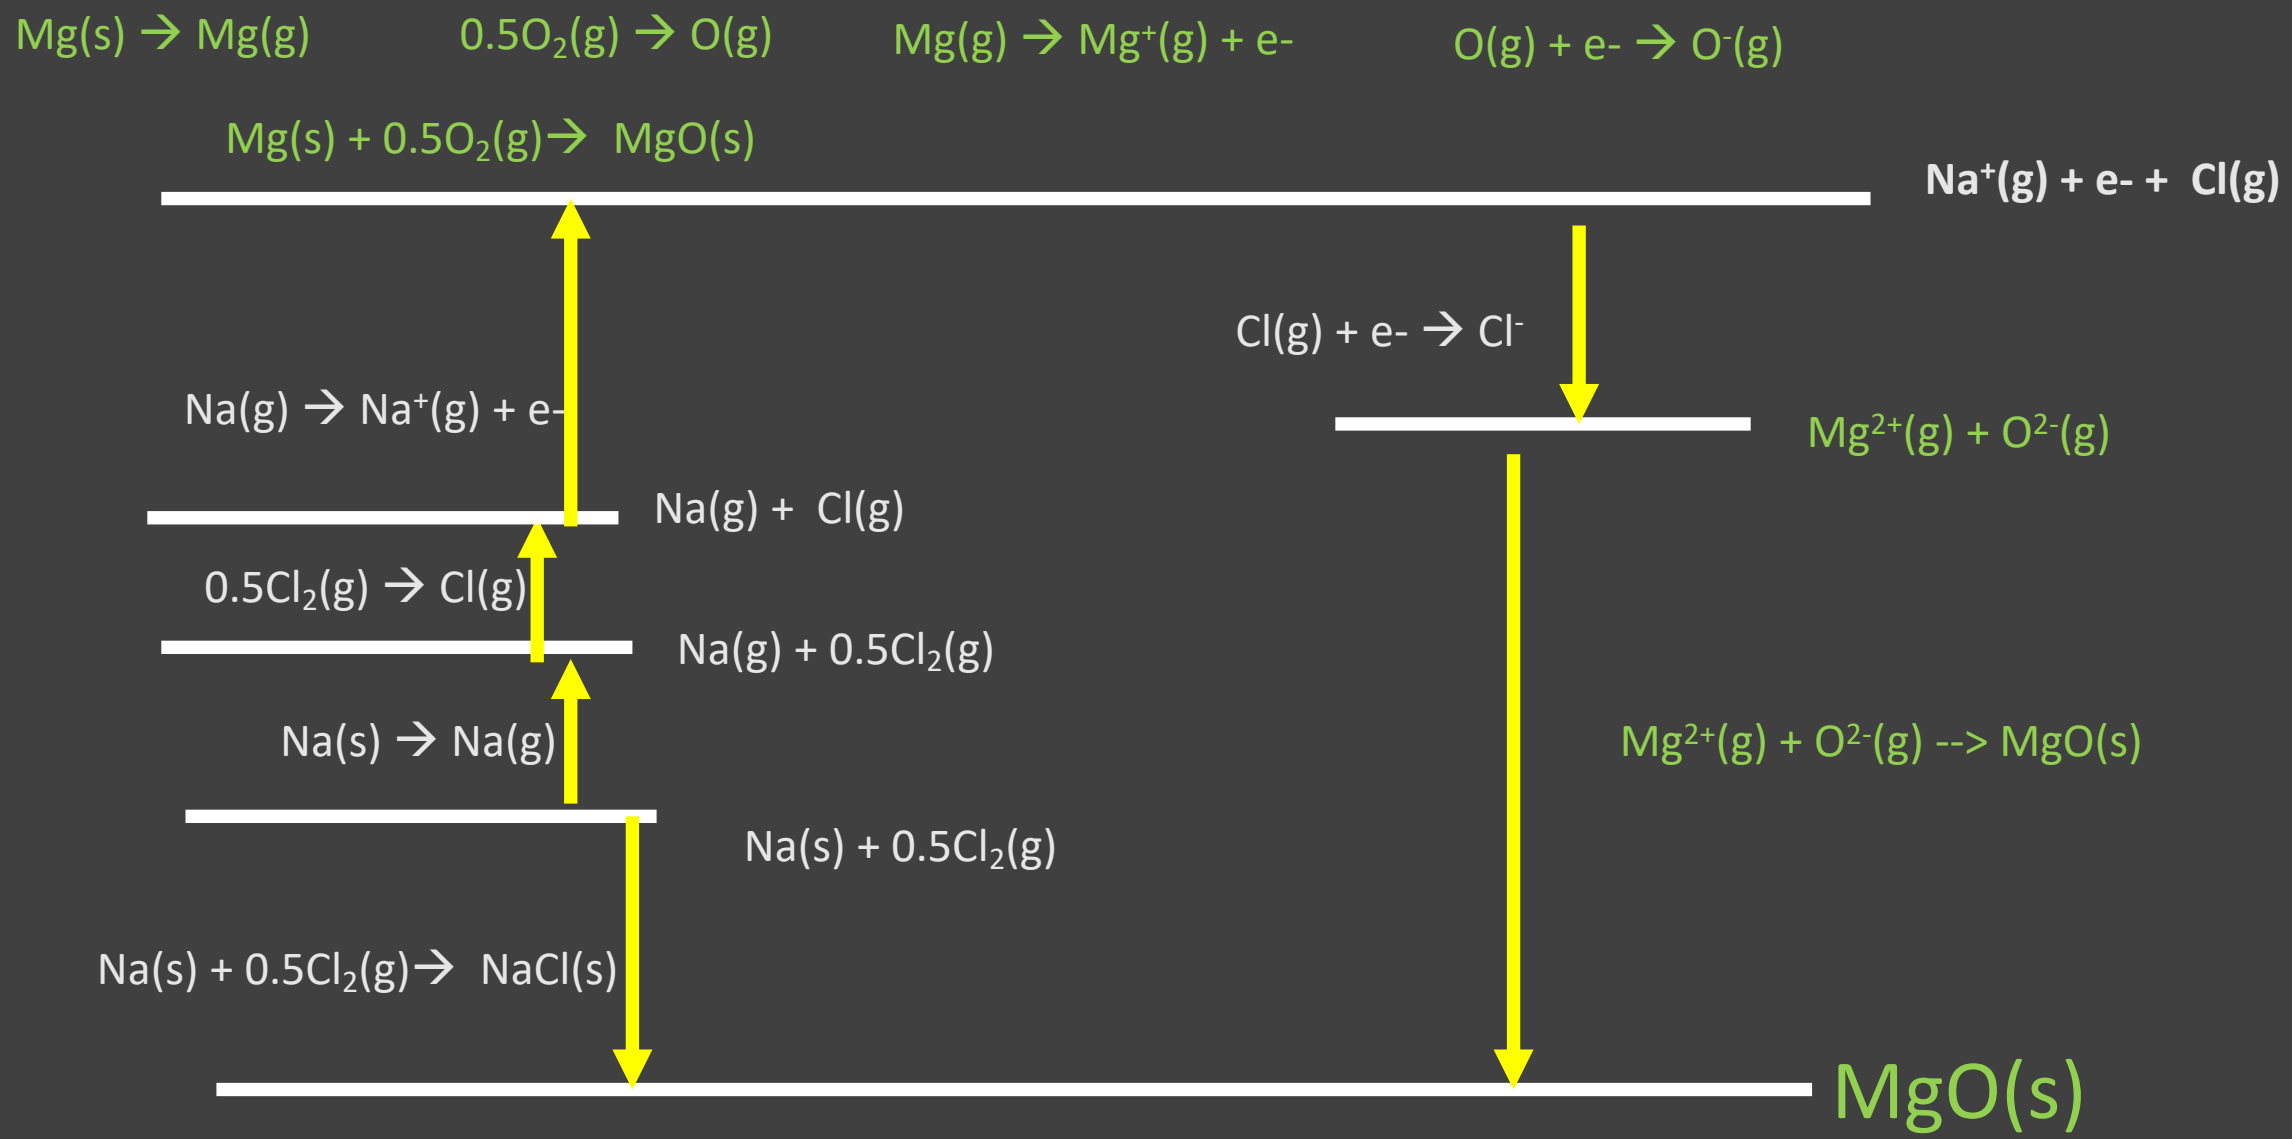 Mg(s) → Mg(g)
0.5O₂(g) → O(g)
Mg(g) → Mg⁺(g) + e-
O(g) + e- → O⁻(g)
Mg(s) + 0.5O₂(g)→ MgO(s)
Na⁺(g) + e- + Cl(g)
Cl(g) + e- → Cl⁻
Na(g) → Na⁺(g) + e-
Mg²⁺(g) + O²⁻(g)
Na(g) + Cl(g)
0.5Cl₂(g) → Cl(g)
Na(g) + 0.5Cl₂(g)
Na(s) → Na(g)
Mg²⁺(g) + O²⁻(g) --> MgO(s)
Na(s) + 0.5Cl₂(g)
Na(s) + 0.5Cl₂(g)→ NaCl(s)
MgO(s)